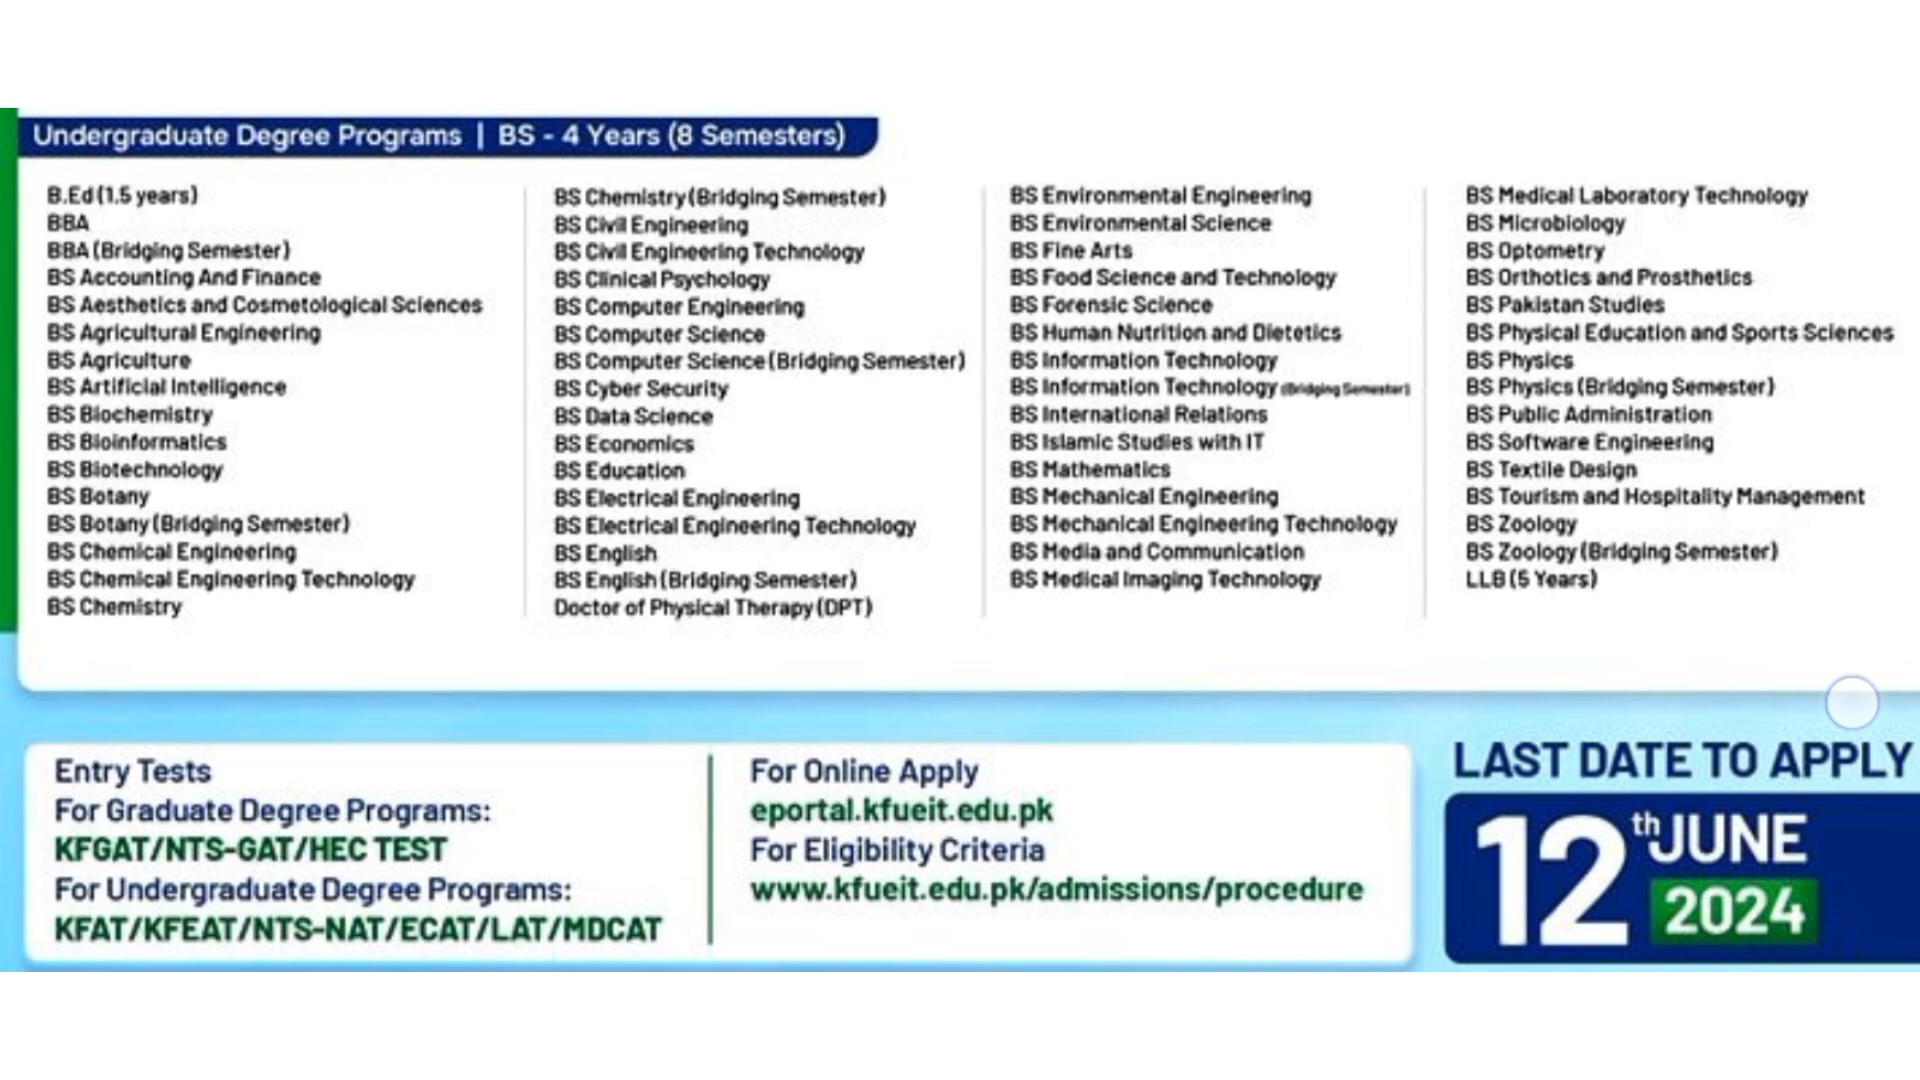 Undergraduate Degree Programs | BS - 4 Years (8 Semesters)
B.Ed (1.5 years)
BBA
BBA (Bridging Semester)
BS Accounting And Finance
BS Aesthetics and Cosmetological Sciences
BS Agricultural Engineering
BS Agriculture
BS Artificial Intelligence
BS Biochemistry
BS Bioinformatics
BS Biotechnology
BS Botany
BS Botany (Bridging Semester)
BS Chemical Engineering
BS Chemical Engineering Technology
BS Chemistry
BS Chemistry (Bridging Semester)
BS Civil Engineering
BS Civil Engineering Technology
BS Clinical Psychology
BS Computer Engineering
BS Computer Science
BS Computer Science (Bridging Semester)
BS Cyber Security
BS Data Science
BS Economics
BS Education
BS Electrical Engineering
BS Electrical Engineering Technology
BS English
BS English (Bridging Semester)
Doctor of Physical Therapy (DPT)
BS Environmental Engineering
BS Environmental Science
BS Fine Arts
BS Food Science and Technology
BS Forensic Science
BS Human Nutrition and Dietetics
BS Information Technology
BS Information Technology (Bridging Semester)
BS International Relations
BS Islamic Studies with IT
BS Mathematics
BS Mechanical Engineering
BS Mechanical Engineering Technology
BS Media and Communication
BS Medical Imaging Technology
BS Medical Laboratory Technology
BS Microbiology
BS Optometry
BS Orthotics and Prosthetics
BS Pakistan Studies
BS Physical Education and Sports Sciences
BS Physics
BS Physics (Bridging Semester)
BS Public Administration
BS Software Engineering
BS Textile Design
BS Tourism and Hospitality Management
BS Zoology
BS Zoology (Bridging Semester)
LLB (5 Years)
Entry Tests
For Graduate Degree Programs:
KFGAT/NTS-GAT/HEC TEST
For Undergraduate Degree Programs:
KFAT/KFEAT/NTS-NAT/ECAT/LAT/MDCAT
For Online Apply
eportal.kfueit.edu.pk
For Eligibility Criteria
www.kfueit.edu.pk/admissions/procedure
LAST DATE TO APPLY
12th JUNE
2024